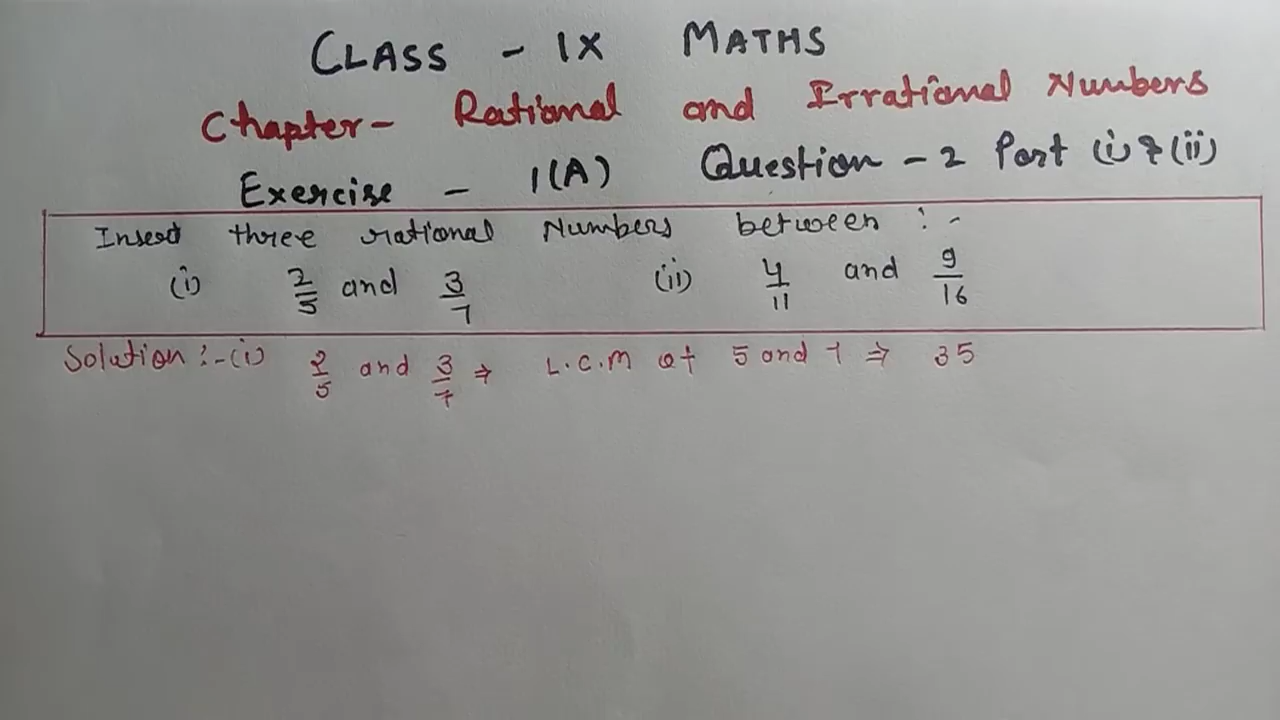 CLASS - IX MATHS
Chapter- Rational and Irrational Numbers
Exercise - 1(A) Question - 2 Part (i) & (ii)
Insert three rational Numbers between :-
(i) 2/5 and 3/7 (ii) 4/11 and 9/16
Solution :- (i) 2/5 and 3/7 ⇒ L.C.M of 5 and 7 ⇒ 35